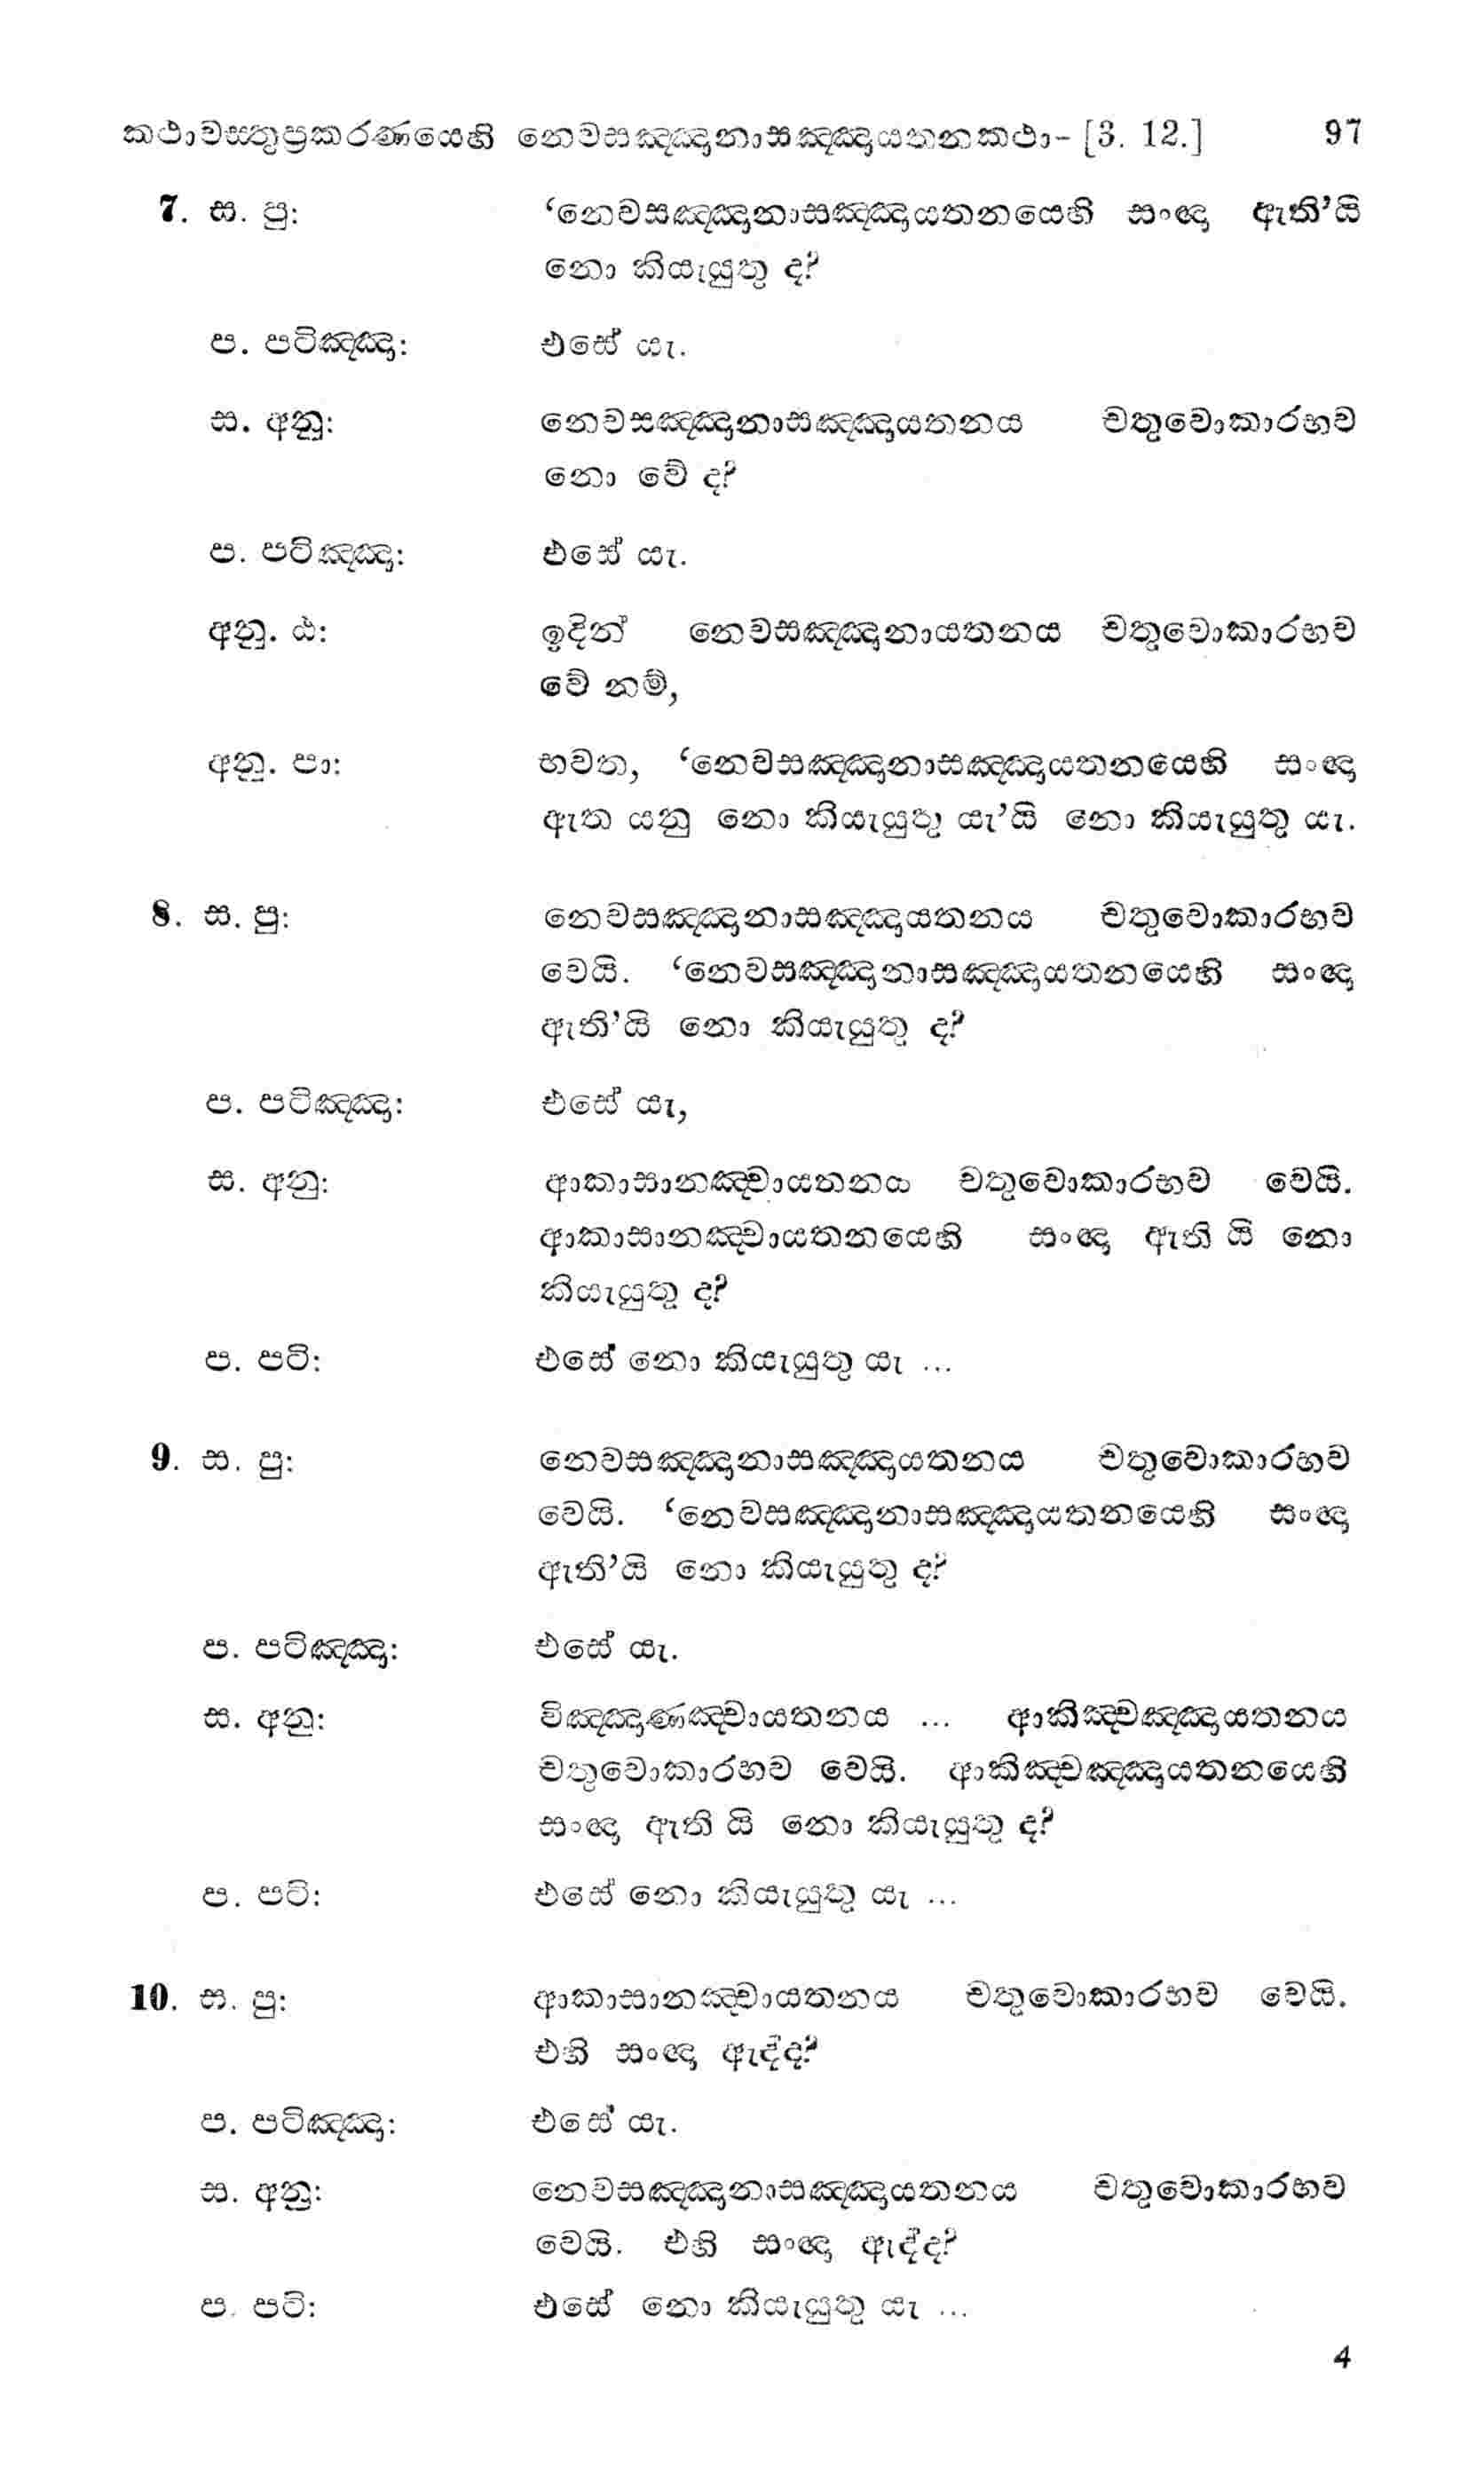 කථාවස්තුප්‍රකරණයෙහි නෙවසඤ්ඤානාසඤ්ඤායතනකථා- [3. 12.] 97
7. ස. පු: ‘නෙවසඤ්ඤානාසඤ්ඤායතනයෙහි සංඥා ඇති’යි
නො කියැයුතු ද?
ප. පටිඤ්ඤා: එසේ යැ.
ස. අනු: නෙවසඤ්ඤානාසඤ්ඤායතනය චතුවොකාරභව
නො වේ ද?
ප. පටිඤ්ඤා: එසේ යැ.
අනු. ඨ: ඉදින් නෙවසඤ්ඤානායතනය චතුවොකාරභව
වේ නම්,
අනු. පා: භවත, ‘නෙවසඤ්ඤානාසඤ්ඤායතනයෙහි සංඥා
ඇත යනු නො කියැයුතු යැ’යි නො කියැයුතු යැ.
8. ස. පු: නෙවසඤ්ඤානාසඤ්ඤායතනය චතුවොකාරභව
වෙයි. ‘නෙවසඤ්ඤානාසඤ්ඤායතනයෙහි සංඥා
ඇති’යි නො කියැයුතු ද?
ප. පටිඤ්ඤා: එසේ යැ,
ස. අනු: ආකාසානඤ්චායතනය චතුවොකාරභව වෙයි.
ආකාසානඤ්චායතනයෙහි සංඥා ඇති යි නො
කියැයුතු ද?
ප. පටි: එසේ නො කියැයුතු යැ ...
9. ස. පු: නෙවසඤ්ඤානාසඤ්ඤායතනය චතුවොකාරභව
වෙයි. ‘නෙවසඤ්ඤානාසඤ්ඤායතනයෙහි සංඥා
ඇති’යි නො කියැයුතු ද?
ප. පටිඤ්ඤා: එසේ යැ.
ස. අනු: විඤ්ඤාණඤ්චායතනය ... ආකිඤ්චඤ්ඤායතනය
චතුවොකාරභව වෙයි. ආකිඤ්චඤ්ඤායතනයෙහි
සංඥා ඇති යි නො කියැයුතු ද?
ප. පටි: එසේ නො කියැයුතු යැ ...
10. ස. පු: ආකාසානඤ්චායතනය චතුවොකාරභව වෙයි.
එහි සංඥා ඇද්ද?
ප. පටිඤ්ඤා: එසේ යැ.
ස. අනු: නෙවසඤ්ඤානාසඤ්ඤායතනය චතුවොකාරභව
වෙයි. එහි සංඥා ඇද්ද?
ප. පටි: එසේ නො කියැයුතු යැ ...
4